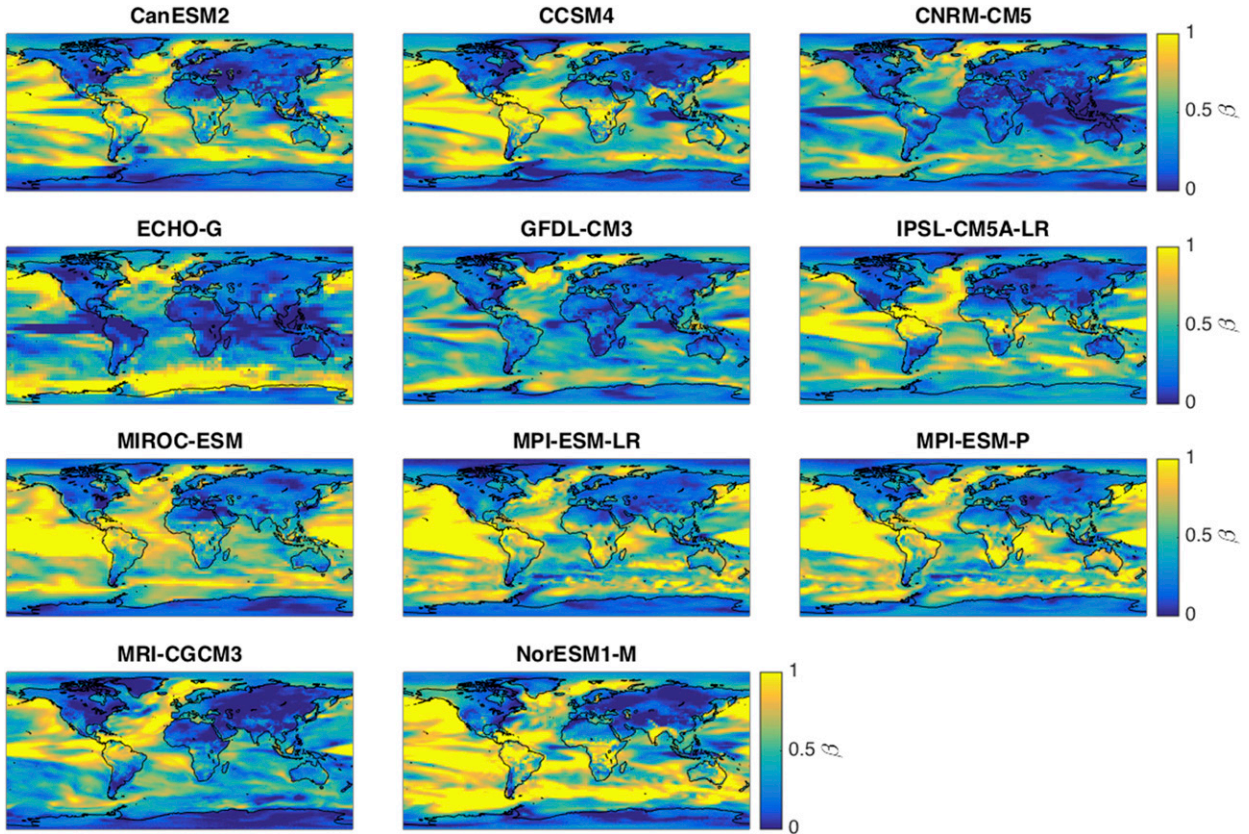 CanESM2 CCSM4 CNRM-CM5
1
0.5 β
0
ECHO-G GFDL-CM3 IPSL-CM5A-LR
1
0.5 β
0
MIROC-ESM MPI-ESM-LR MPI-ESM-P
1
0.5 β
0
MRI-CGCM3 NorESM1-M
1
0.5 β
0